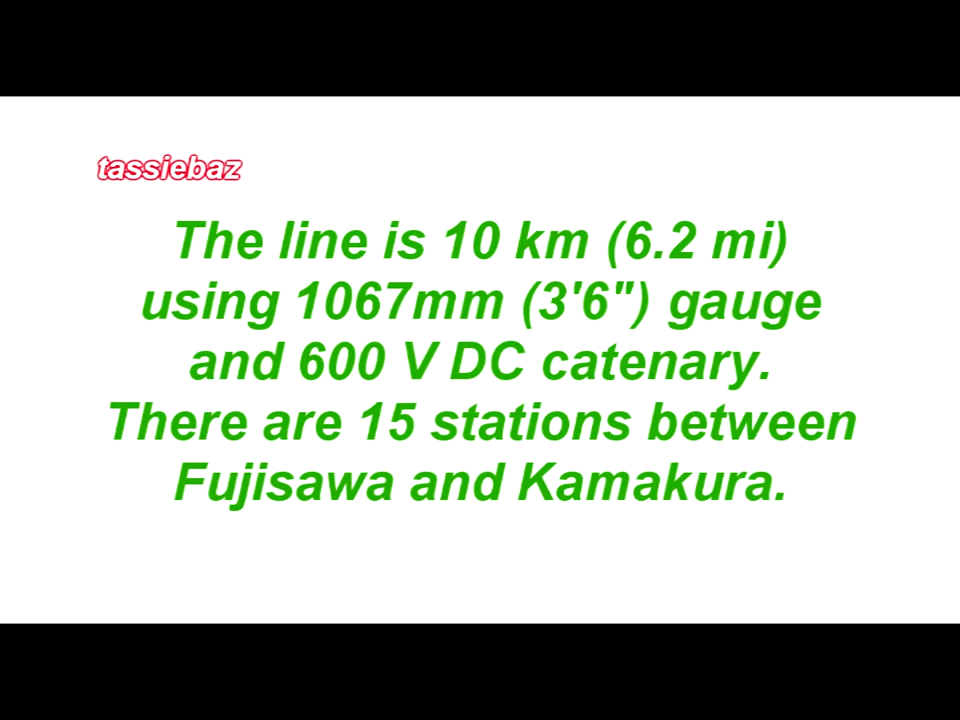 tassiebaz
The line is 10 km (6.2 mi)
using 1067mm (3'6") gauge
and 600 V DC catenary.
There are 15 stations between
Fujisawa and Kamakura.